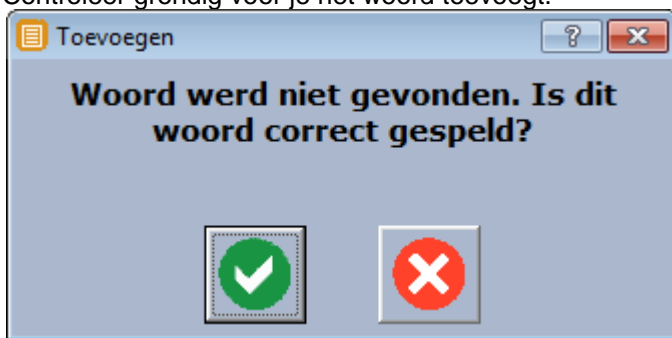 Controleer grondig voor je het woord toevoegt.
Toevoegen
Woord werd niet gevonden. Is dit
woord correct gespeld?